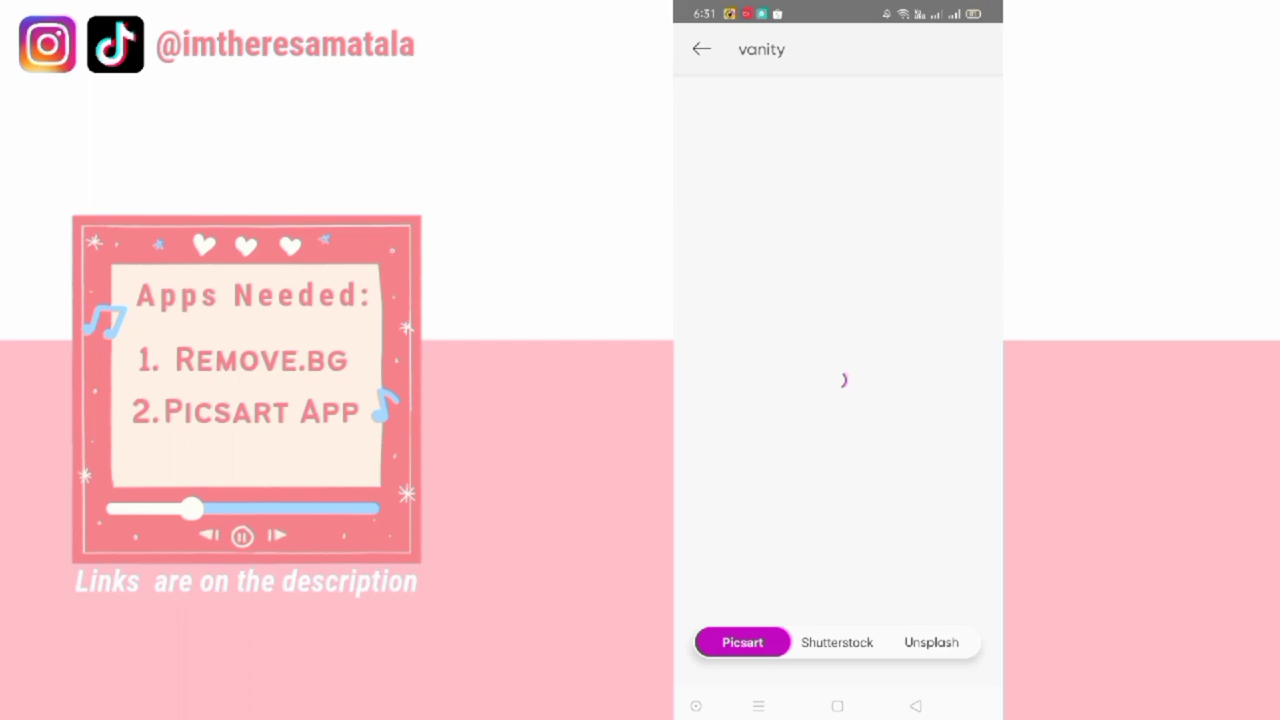 @imtheresamatala
Apps Needed:
1. REMOVE.BG
2. PICSART APP
Links are on the description
6:31
vanity
Picsart
Shutterstock
Unsplash